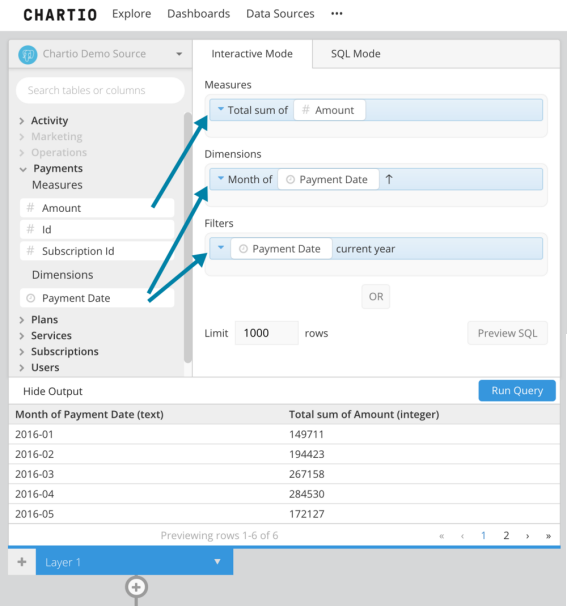 CHARTIO Explore Dashboards Data Sources •••
Chartio Demo Source
Interactive Mode SQL Mode
Search tables or columns
Activity
Marketing
Operations
Payments
Measures
# Amount
# Id
# Subscription Id
Dimensions
Payment Date
Plans
Services
Subscriptions
Users
Measures
Total sum of # Amount
Dimensions
Month of Payment Date ↑
Filters
Payment Date current year
OR
Limit 1000 rows Preview SQL
Hide Output Run Query
Month of Payment Date (text) Total sum of Amount (integer)
2016-01 149711
2016-02 194423
2016-03 267158
2016-04 284530
2016-05 172127
Previewing rows 1-6 of 6 « ‹ 1 2 › »
+ Layer 1
+